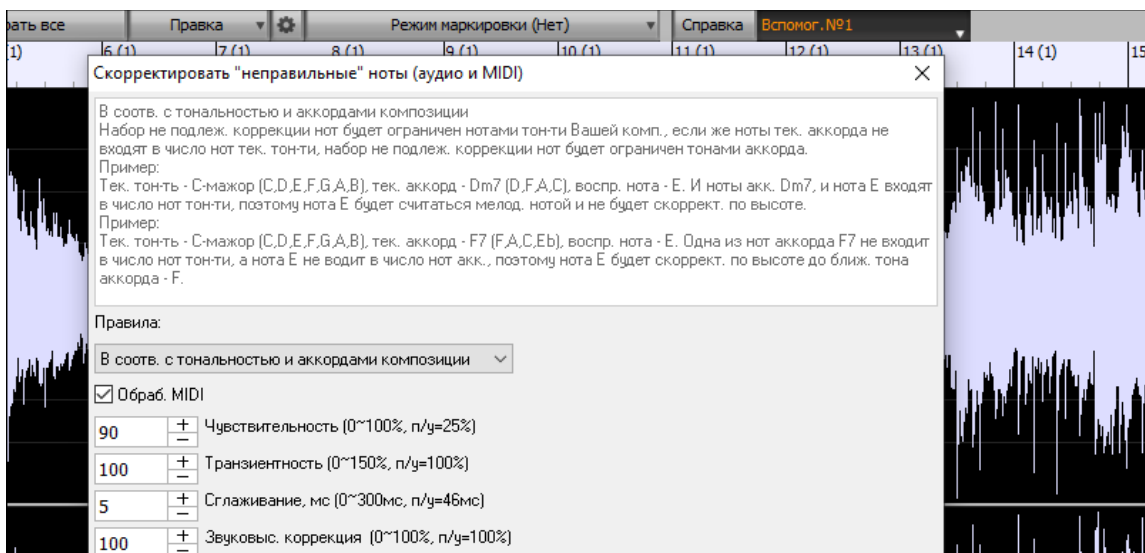 рать все Правка Режим маркировки (Нет) Справка Вспомог.№1
1) 6 (1) 7 (1) 8 (1) 9 (1) 10 (1) 11 (1) 12 (1) 13 (1) 14 (1) 15
Скорректировать "неправильные" ноты (аудио и MIDI)
В соотв. с тональностью и аккордами композиции
Набор не подлеж. коррекции нот будет ограничен нотами тон-ти Вашей комп., если же ноты тек. аккорда не
входят в число нот тек. тон-ти, набор не подлеж. коррекции нот будет ограничен тонами аккорда.
Пример:
Тек. тон-ть - С-мажор (C,D,E,F,G,A,B), тек. аккорд - Dm7 (D,F,A,C), воспр. нота - E. И ноты акк. Dm7, и нота E входят
в число нот тон-ти, поэтому нота E будет считаться мелод. нотой и не будет скоррект. по высоте.
Пример:
Тек. тон-ть - С-мажор (C,D,E,F,G,A,B), тек. аккорд - F7 (F,A,C,Eb), воспр. нота - E. Одна из нот аккорда F7 не входит
в число нот тон-ти, а нота E не водит в число нот акк., поэтому нота E будет скоррект. по высоте до ближ. тона
аккорда - F.
Правила:
В соотв. с тональностью и аккордами композиции
Обраб. MIDI
90 Чувствительность (0~100%, п/у=25%)
100 Транзиентность (0~150%, п/у=100%)
5 Сглаживание, мс (0~300мс, п/у=46мс)
100 Звуковыс. коррекция (0~100%, п/у=100%)